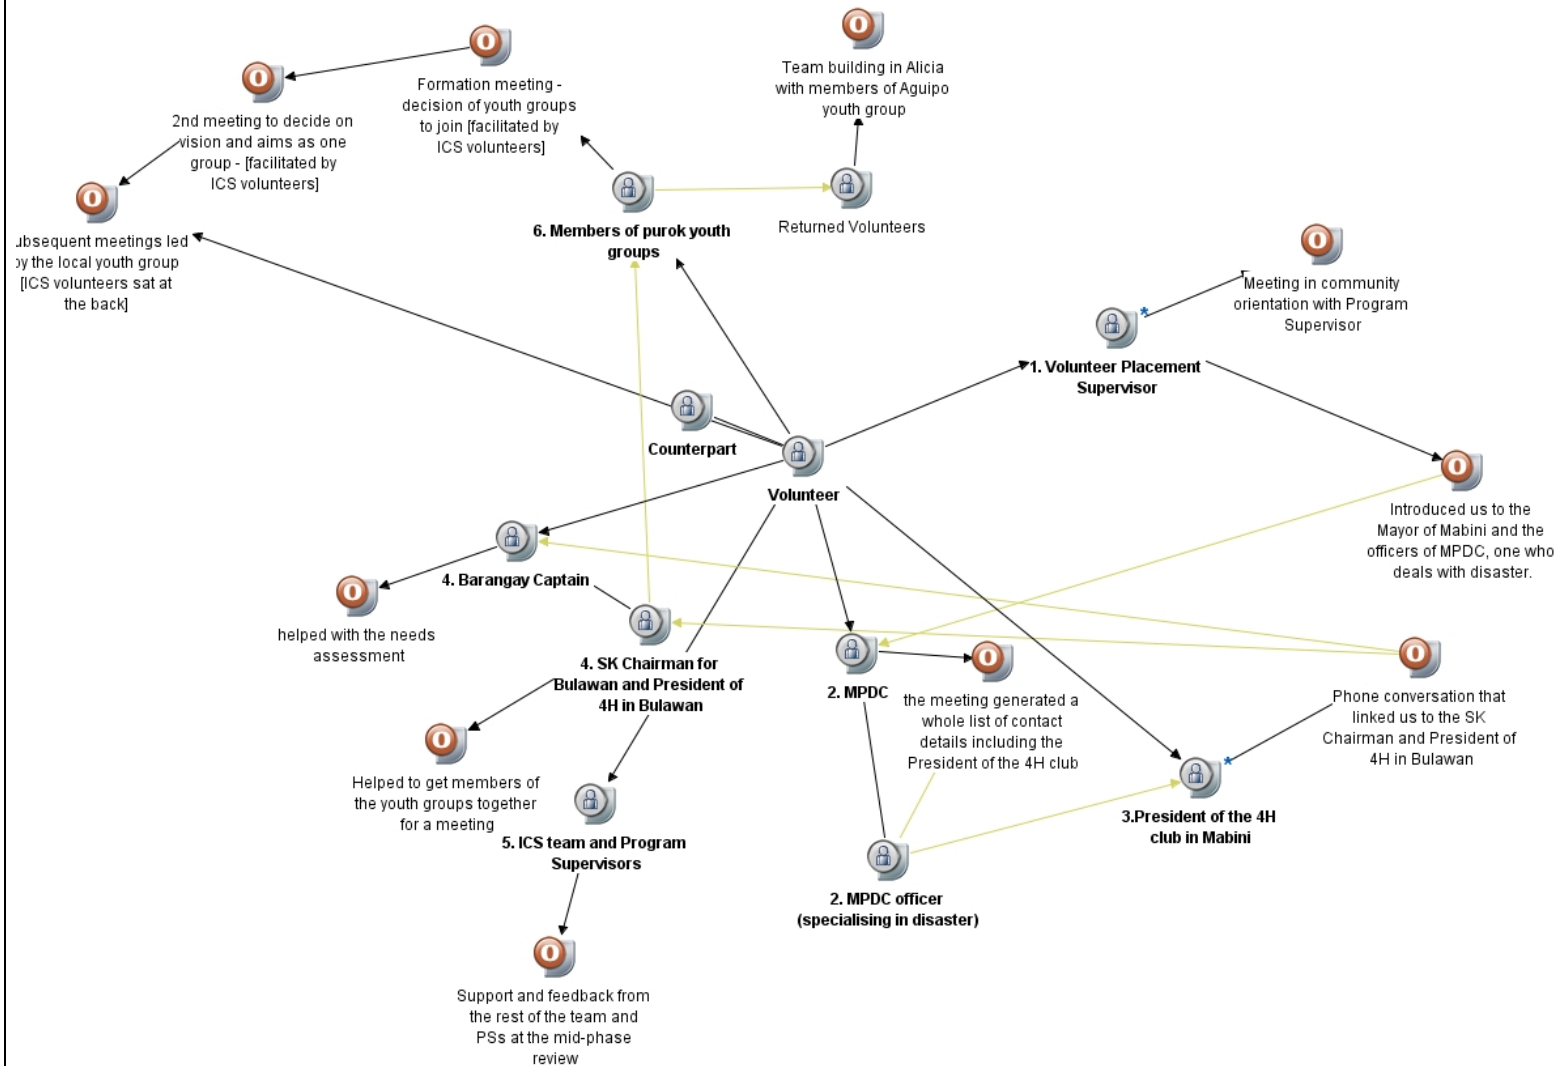 Formation meeting -
decision of youth groups
to join [facilitated by
ICS volunteers]
Team building in Alicia
with members of Aguipo
youth group
2nd meeting to decide on
vision and aims as one
group - [facilitated by
ICS volunteers]
ubsequent meetings led
by the local youth group
[ICS volunteers sat at
the back]
6. Members of purok youth
groups
Returned Volunteers
Meeting in community
orientation with Program
Supervisor
*
1. Volunteer Placement
Supervisor
Counterpart
Volunteer
Introduced us to the
Mayor of Mabini and the
officers of MPDC, one who
deals with disaster.
4. Barangay Captain
helped with the needs
assessment
4. SK Chairman for
Bulawan and President of
4H in Bulawan
2. MPDC
the meeting generated a
whole list of contact
details including the
President of the 4H club
Phone conversation that
linked us to the SK
Chairman and President of
4H in Bulawan
*
3.President of the 4H
club in Mabini
Helped to get members of
the youth groups together
for a meeting
5. ICS team and Program
Supervisors
2. MPDC officer
(specialising in disaster)
Support and feedback from
the rest of the team and
PSs at the mid-phase
review